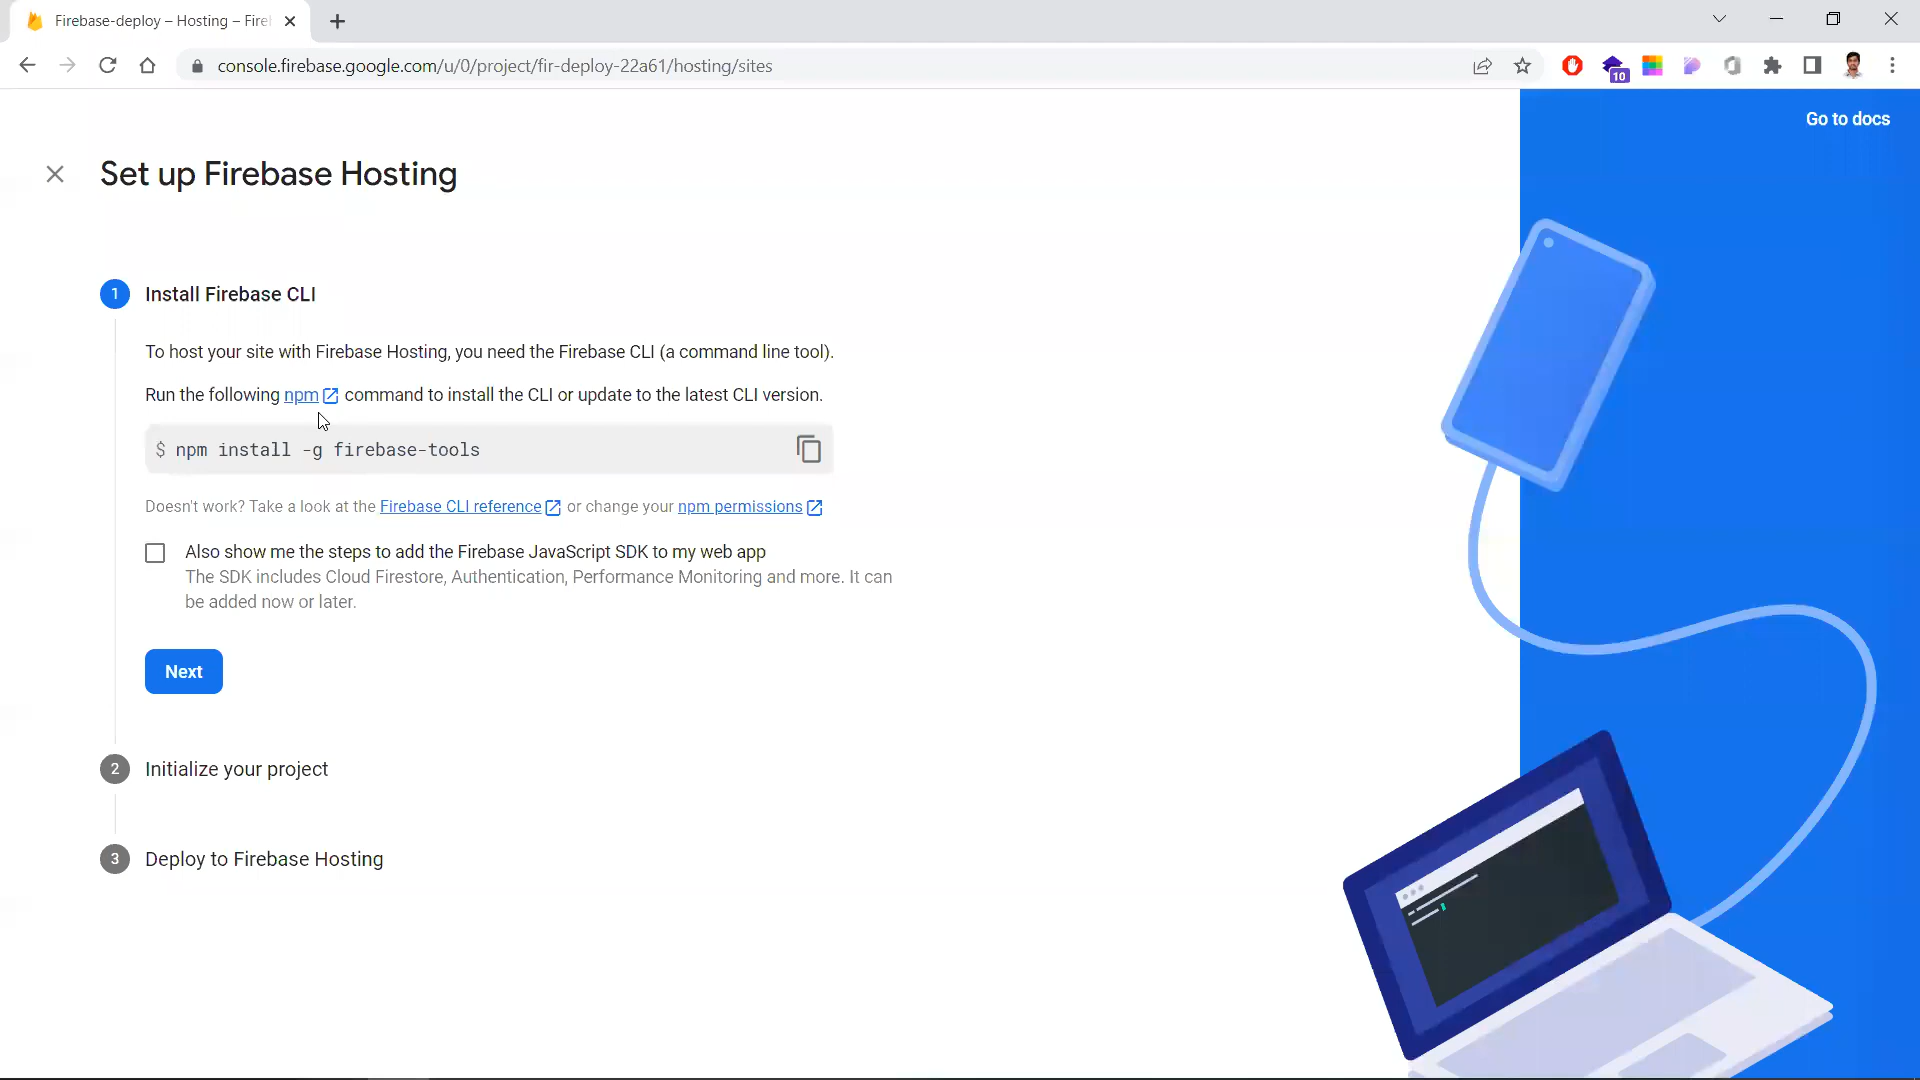 Firebase-deploy – Hosting – Fire
console.firebase.google.com/u/0/project/fir-deploy-22a61/hosting/sites
10
Go to docs
Set up Firebase Hosting
1 Install Firebase CLI
To host your site with Firebase Hosting, you need the Firebase CLI (a command line tool).
Run the following npm command to install the CLI or update to the latest CLI version.
$ npm install -g firebase-tools
Doesn't work? Take a look at the Firebase CLI reference or change your npm permissions
Also show me the steps to add the Firebase JavaScript SDK to my web app
The SDK includes Cloud Firestore, Authentication, Performance Monitoring and more. It can
be added now or later.
Next
2 Initialize your project
3 Deploy to Firebase Hosting